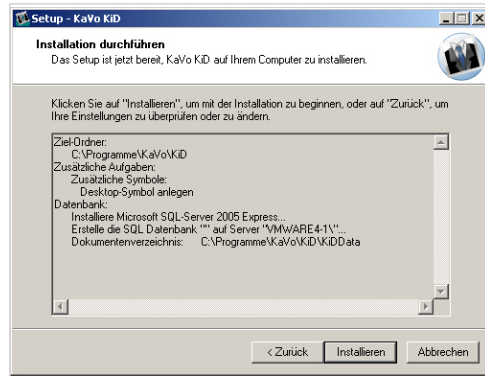 Setup - KaVo KiD
Installation durchführen
Das Setup ist jetzt bereit, KaVo KiD auf Ihrem Computer zu installieren.
Klicken Sie auf "Installieren", um mit der Installation zu beginnen, oder auf "Zurück", um
Ihre Einstellungen zu überprüfen oder zu ändern.
Ziel-Ordner:
C:\Programme\KaVo\KiD
Zusätzliche Aufgaben:
Zusätzliche Symbole:
Desktop-Symbol anlegen
Datenbank:
Installiere Microsoft SQL-Server 2005 Express...
Erstelle die SQL Datenbank "" auf Server "VMWARE4-1\"...
Dokumentenverzeichnis: C:\Programme\KaVo\KiD\KiDData
< Zurück
Installieren
Abbrechen